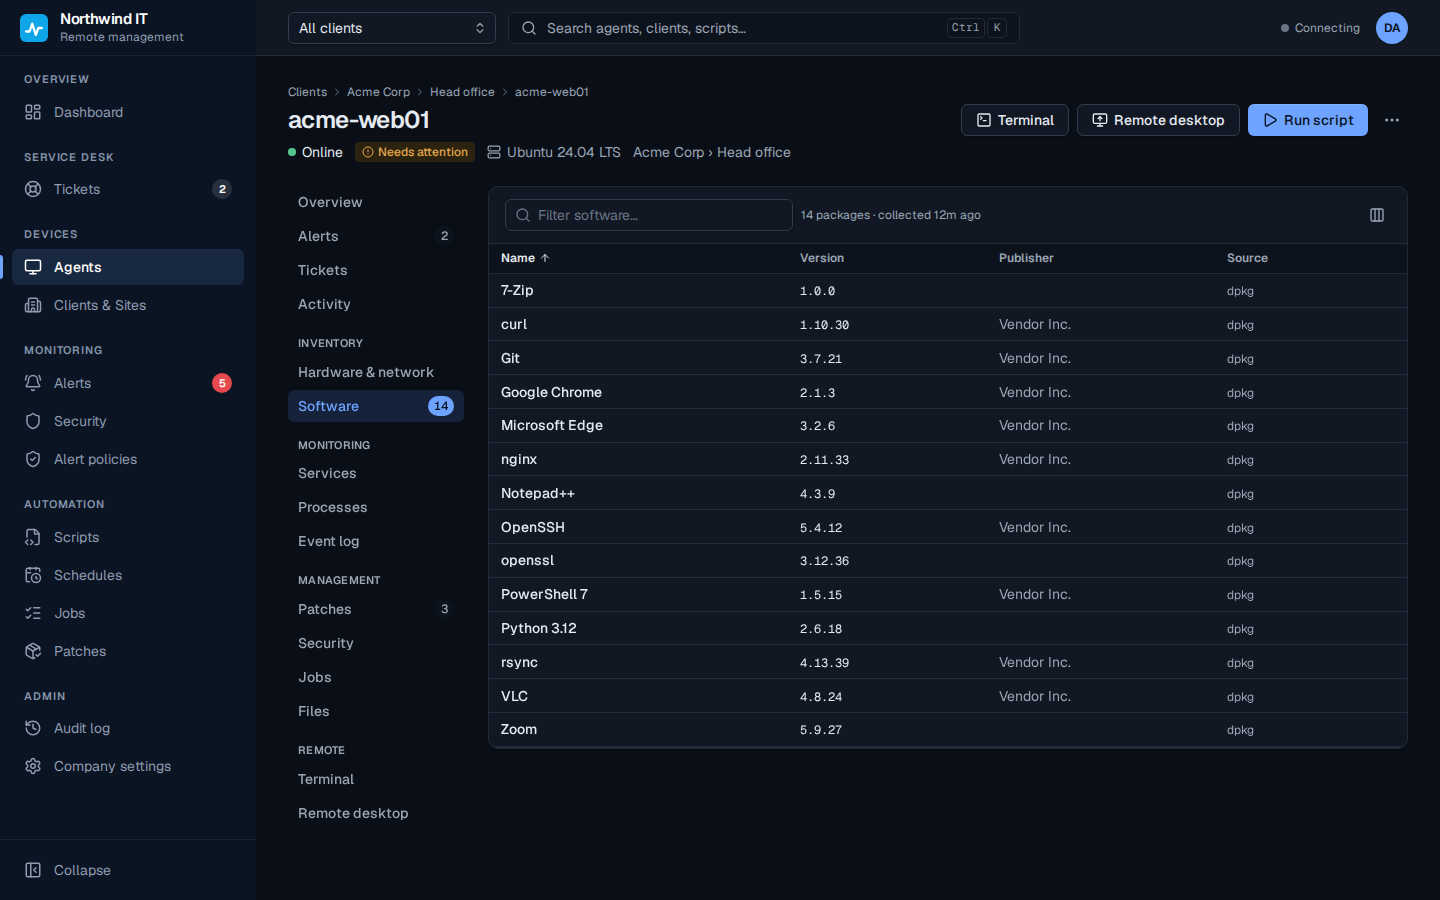 Northwind IT
Remote management
All clients
Search agents, clients, scripts...
Ctrl K
Connecting
DA
OVERVIEW
Dashboard
SERVICE DESK
Tickets 2
DEVICES
Agents
Clients & Sites
MONITORING
Alerts 5
Security
Alert policies
AUTOMATION
Scripts
Schedules
Jobs
Patches
ADMIN
Audit log
Company settings
Collapse
Clients > Acme Corp > Head office > acme-web01
acme-web01
Terminal
Remote desktop
Run script
Online Needs attention Ubuntu 24.04 LTS Acme Corp › Head office
Overview
Alerts 2
Tickets
Activity
INVENTORY
Hardware & network
Software 14
MONITORING
Services
Processes
Event log
MANAGEMENT
Patches 3
Security
Jobs
Files
REMOTE
Terminal
Remote desktop
Filter software...
14 packages · collected 12m ago
Name ↑ Version Publisher Source
7-Zip 1.0.0 dpkg
curl 1.10.30 Vendor Inc. dpkg
Git 3.7.21 Vendor Inc. dpkg
Google Chrome 2.1.3 Vendor Inc. dpkg
Microsoft Edge 3.2.6 Vendor Inc. dpkg
nginx 2.11.33 Vendor Inc. dpkg
Notepad++ 4.3.9 dpkg
OpenSSH 5.4.12 Vendor Inc. dpkg
openssl 3.12.36 dpkg
PowerShell 7 1.5.15 Vendor Inc. dpkg
Python 3.12 2.6.18 dpkg
rsync 4.13.39 Vendor Inc. dpkg
VLC 4.8.24 Vendor Inc. dpkg
Zoom 5.9.27 dpkg